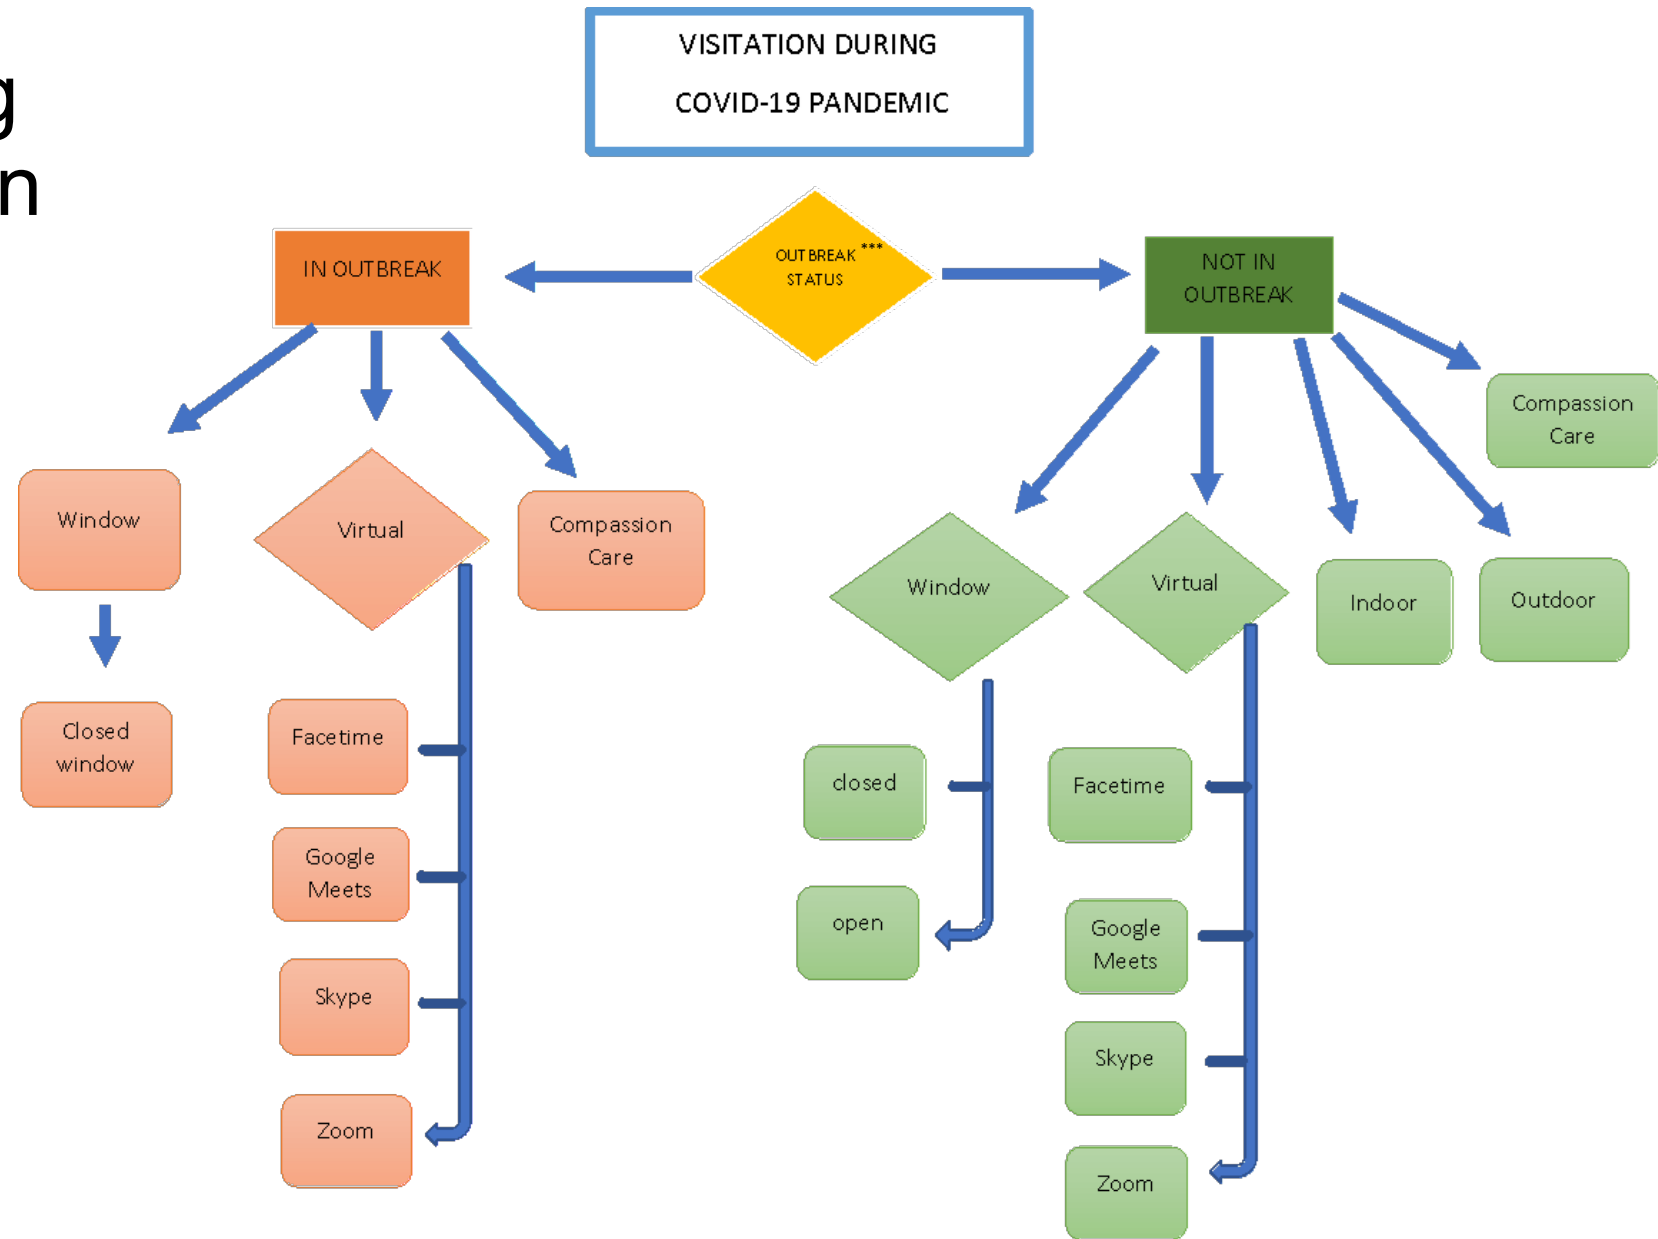 g
n
VISITATION DURING
COVID-19 PANDEMIC
OUTBREAK ***
STATUS
IN OUTBREAK
NOT IN
OUTBREAK
Window
Virtual
Compassion
Care
Closed
window
Facetime
Google
Meets
Skype
Zoom
Window
Virtual
Indoor
Outdoor
Compassion
Care
closed
open
Facetime
Google
Meets
Skype
Zoom